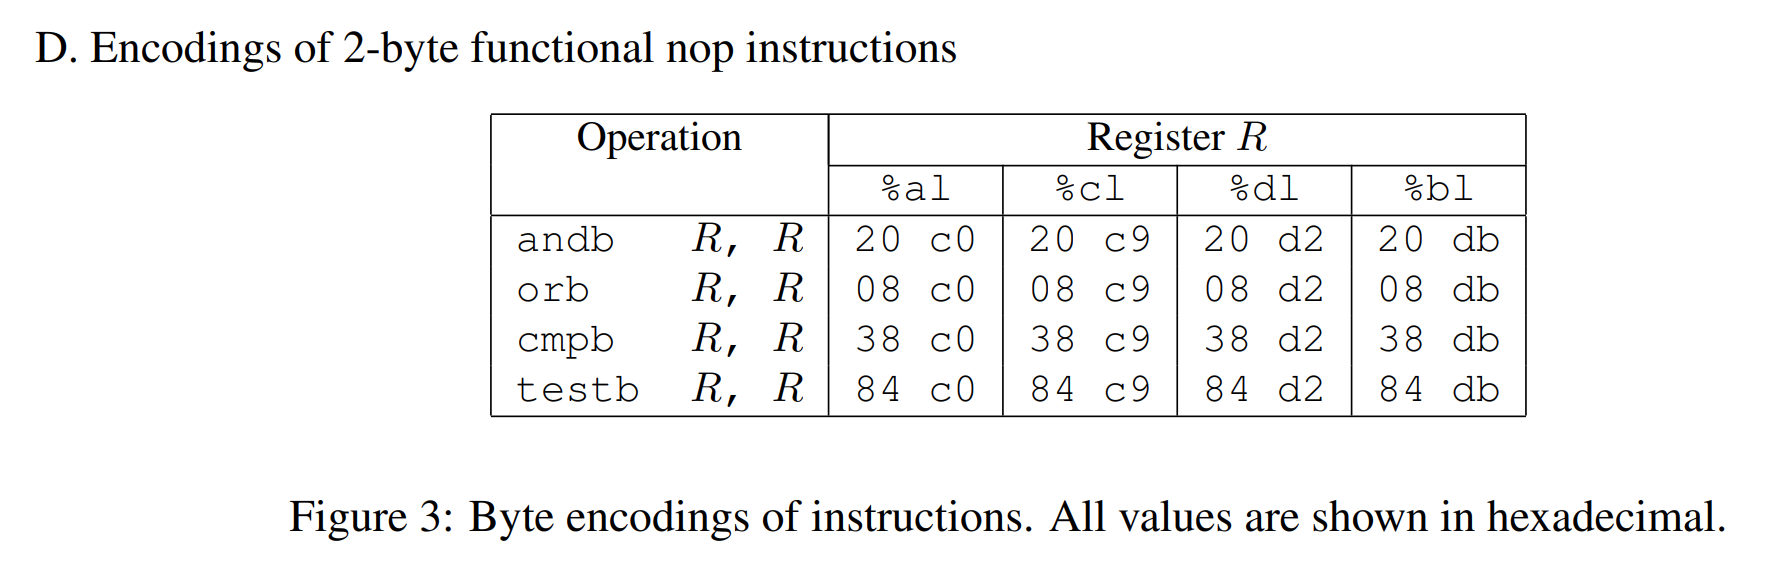 D. Encodings of 2-byte functional nop instructions
Operation Register R
%al %cl %dl %bl
andb R, R 20 c0 20 c9 20 d2 20 db
orb R, R 08 c0 08 c9 08 d2 08 db
cmpb R, R 38 c0 38 c9 38 d2 38 db
testb R, R 84 c0 84 c9 84 d2 84 db
Figure 3: Byte encodings of instructions. All values are shown in hexadecimal.